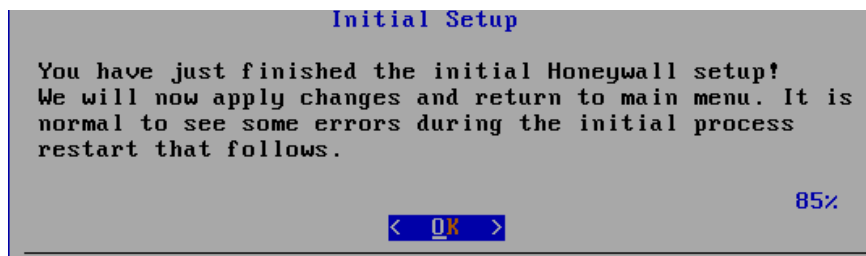 Initial Setup
You have just finished the initial Honeywall setup!
We will now apply changes and return to main menu. It is
normal to see some errors during the initial process
restart that follows.
85%
< OK >